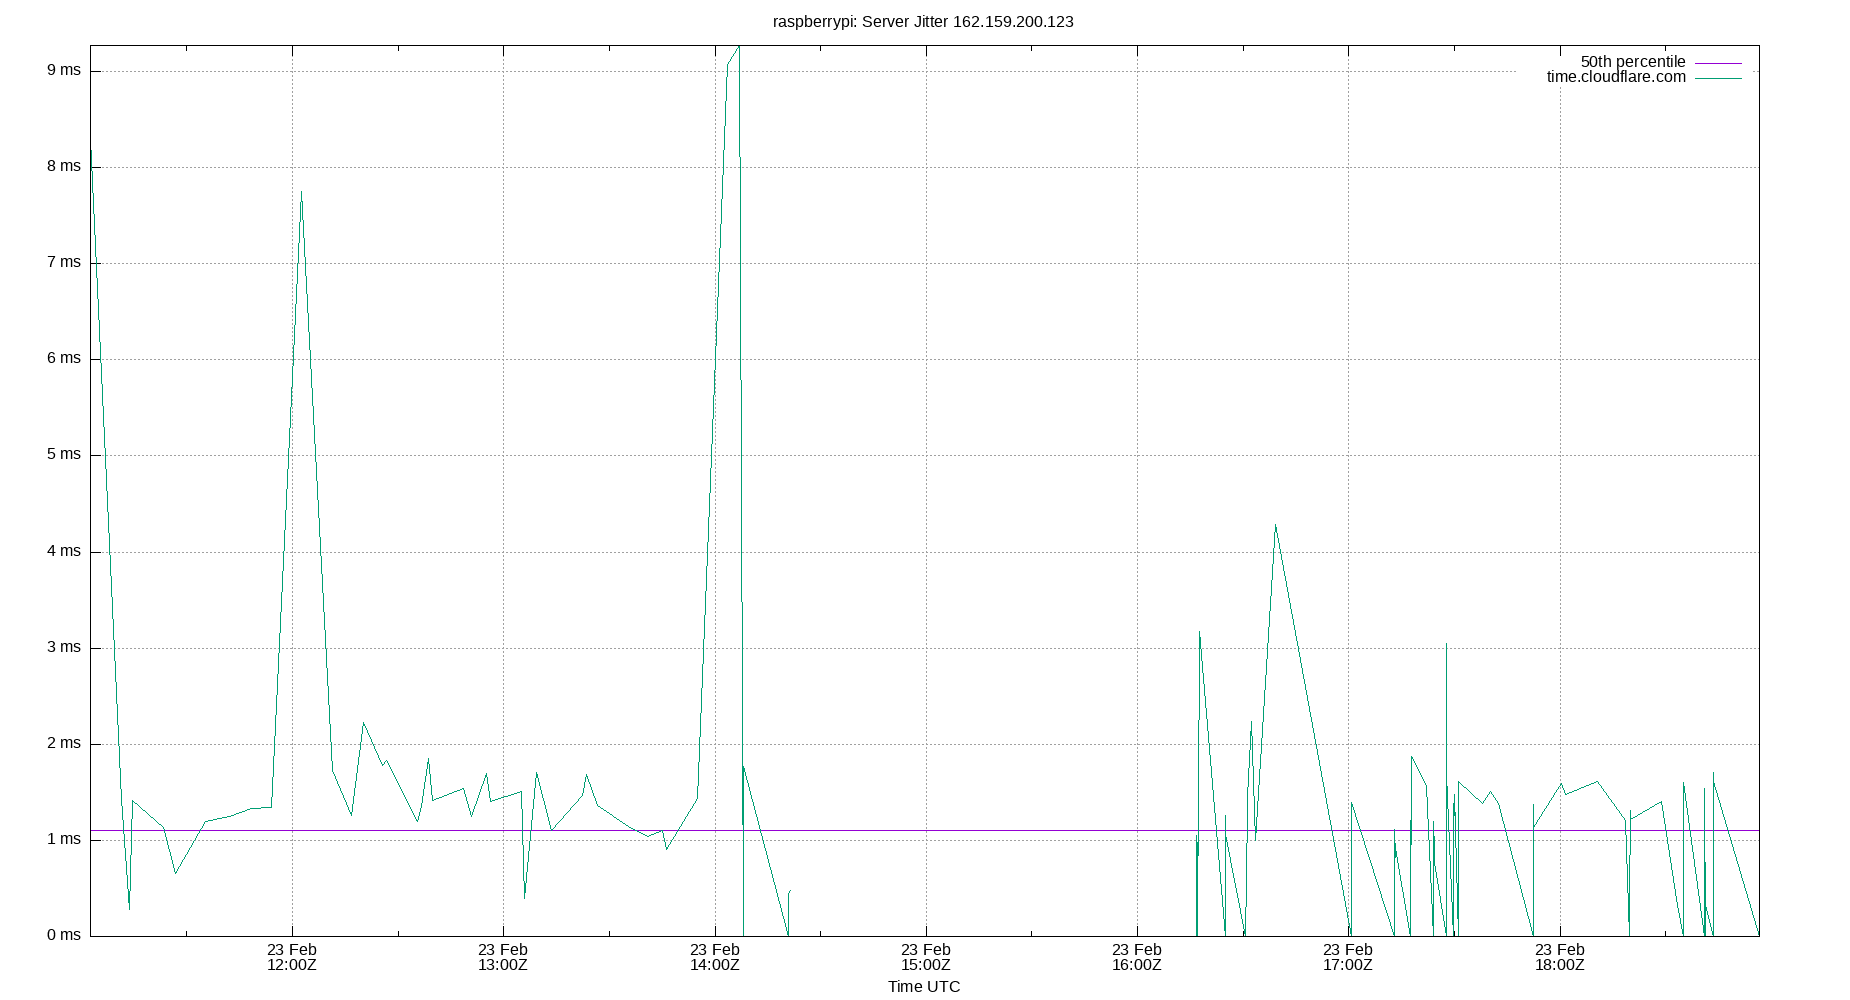 raspberrypi: Server Jitter 162.159.200.123
50th percentile
time.cloudflare.com
9 ms
8 ms
7 ms
6 ms
5 ms
4 ms
3 ms
2 ms
1 ms
0 ms
23 Feb 23 Feb 23 Feb 23 Feb 23 Feb 23 Feb 23 Feb
12:00Z 13:00Z 14:00Z 15:00Z 16:00Z 17:00Z 18:00Z
Time UTC